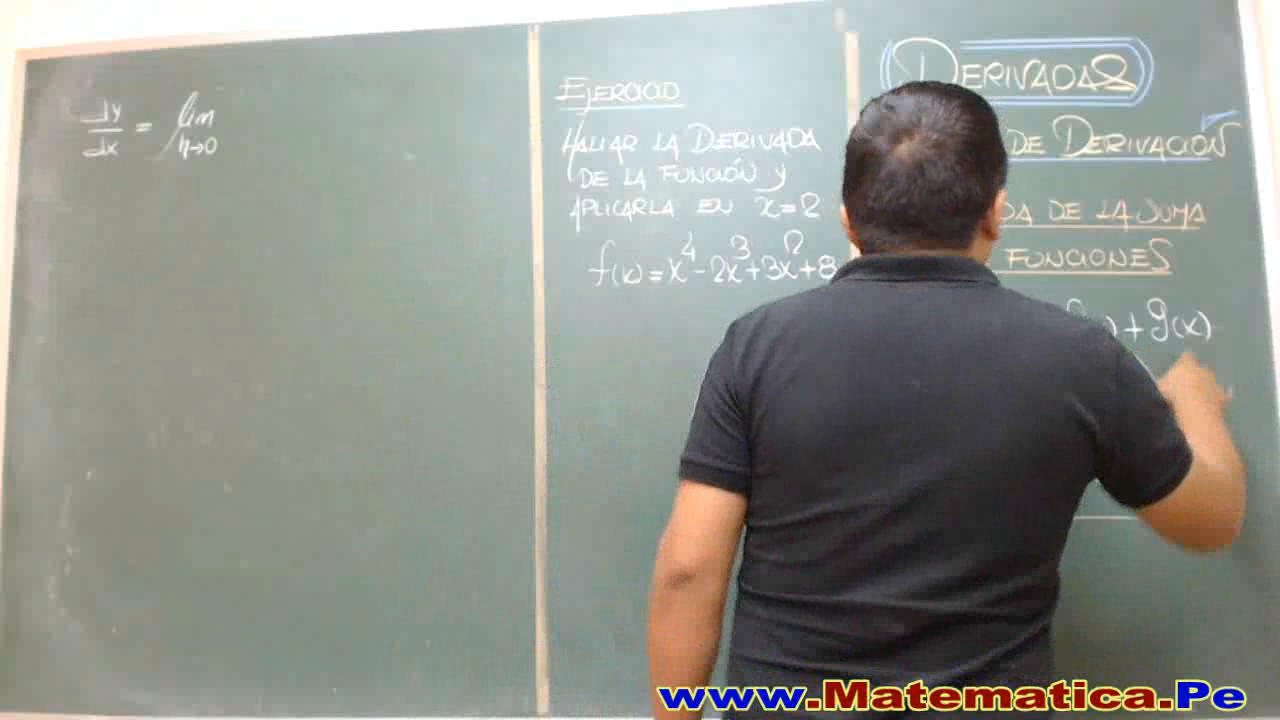 dy/dx = lim h→0
EJERCICIO
HALLAR LA DERIVADA
DE LA FUNCIÓN y
APLICARLA EN x=2
f(x) = x⁴ - 2x³ + 3x² + 8
DERIVADAS
DE DERIVACIÓN
DE LA SUMA
FUNCIONES
+ g(x)
www.Matematica.Pe